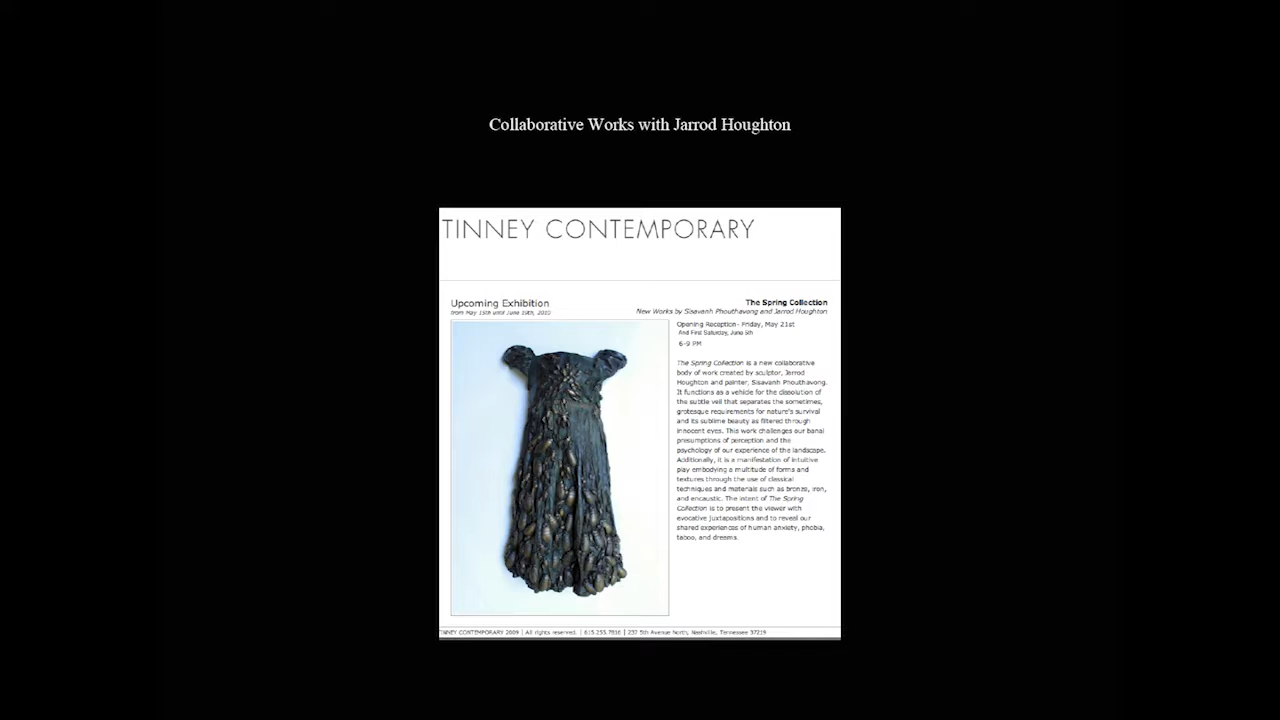 Collaborative Works with Jarrod Houghton
TINNEY CONTEMPORARY
Upcoming Exhibition
from May 15th until June 19th, 2010
The Spring Collection
New Works by Sisavanh Phouthavong and Jarrod Houghton
Opening Reception - Friday, May 21st
And First Saturday, June 5th
6-9 PM
The Spring Collection is a new collaborative
body of work created by sculptor, Jarrod
Houghton and painter, Sisavanh Phouthavong.
It functions as a vehicle for the dissolution of
the subtle veil that separates the sometimes,
grotesque requirements for nature's survival
and its sublime beauty as filtered through
innocent eyes. This work challenges our banal
presumptions of perception and the
psychology of our experience of the landscape.
Additionally, it is a manifestation of intuitive
play embodying a multitude of forms and
textures through the use of classical
techniques and materials such as bronze, iron,
and encaustic. The intent of The Spring
Collection is to present the viewer with
evocative juxtapositions and to reveal our
shared experiences of human anxiety, phobia,
taboo, and dreams.
TINNEY CONTEMPORARY 2009 | All rights reserved. | 615.255.7816 | 237 5th Avenue North, Nashville, Tennessee 37219